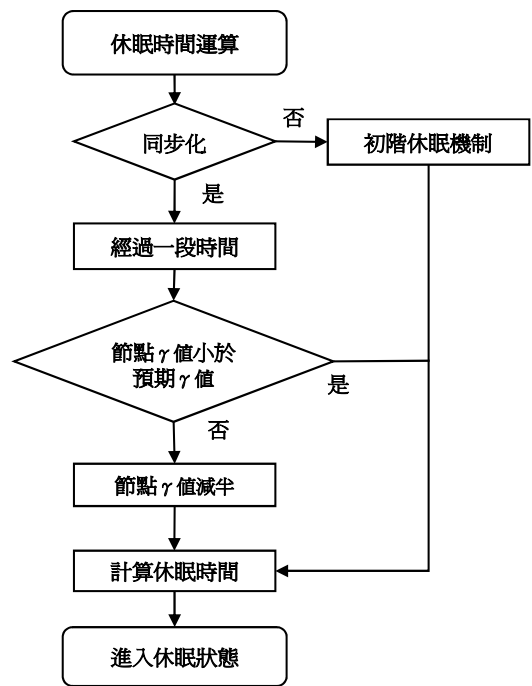 休眠時間運算
同步化
否
初階休眠機制
是
經過一段時間
節點γ值小於
預期γ值
是
否
節點γ值減半
計算休眠時間
進入休眠狀態